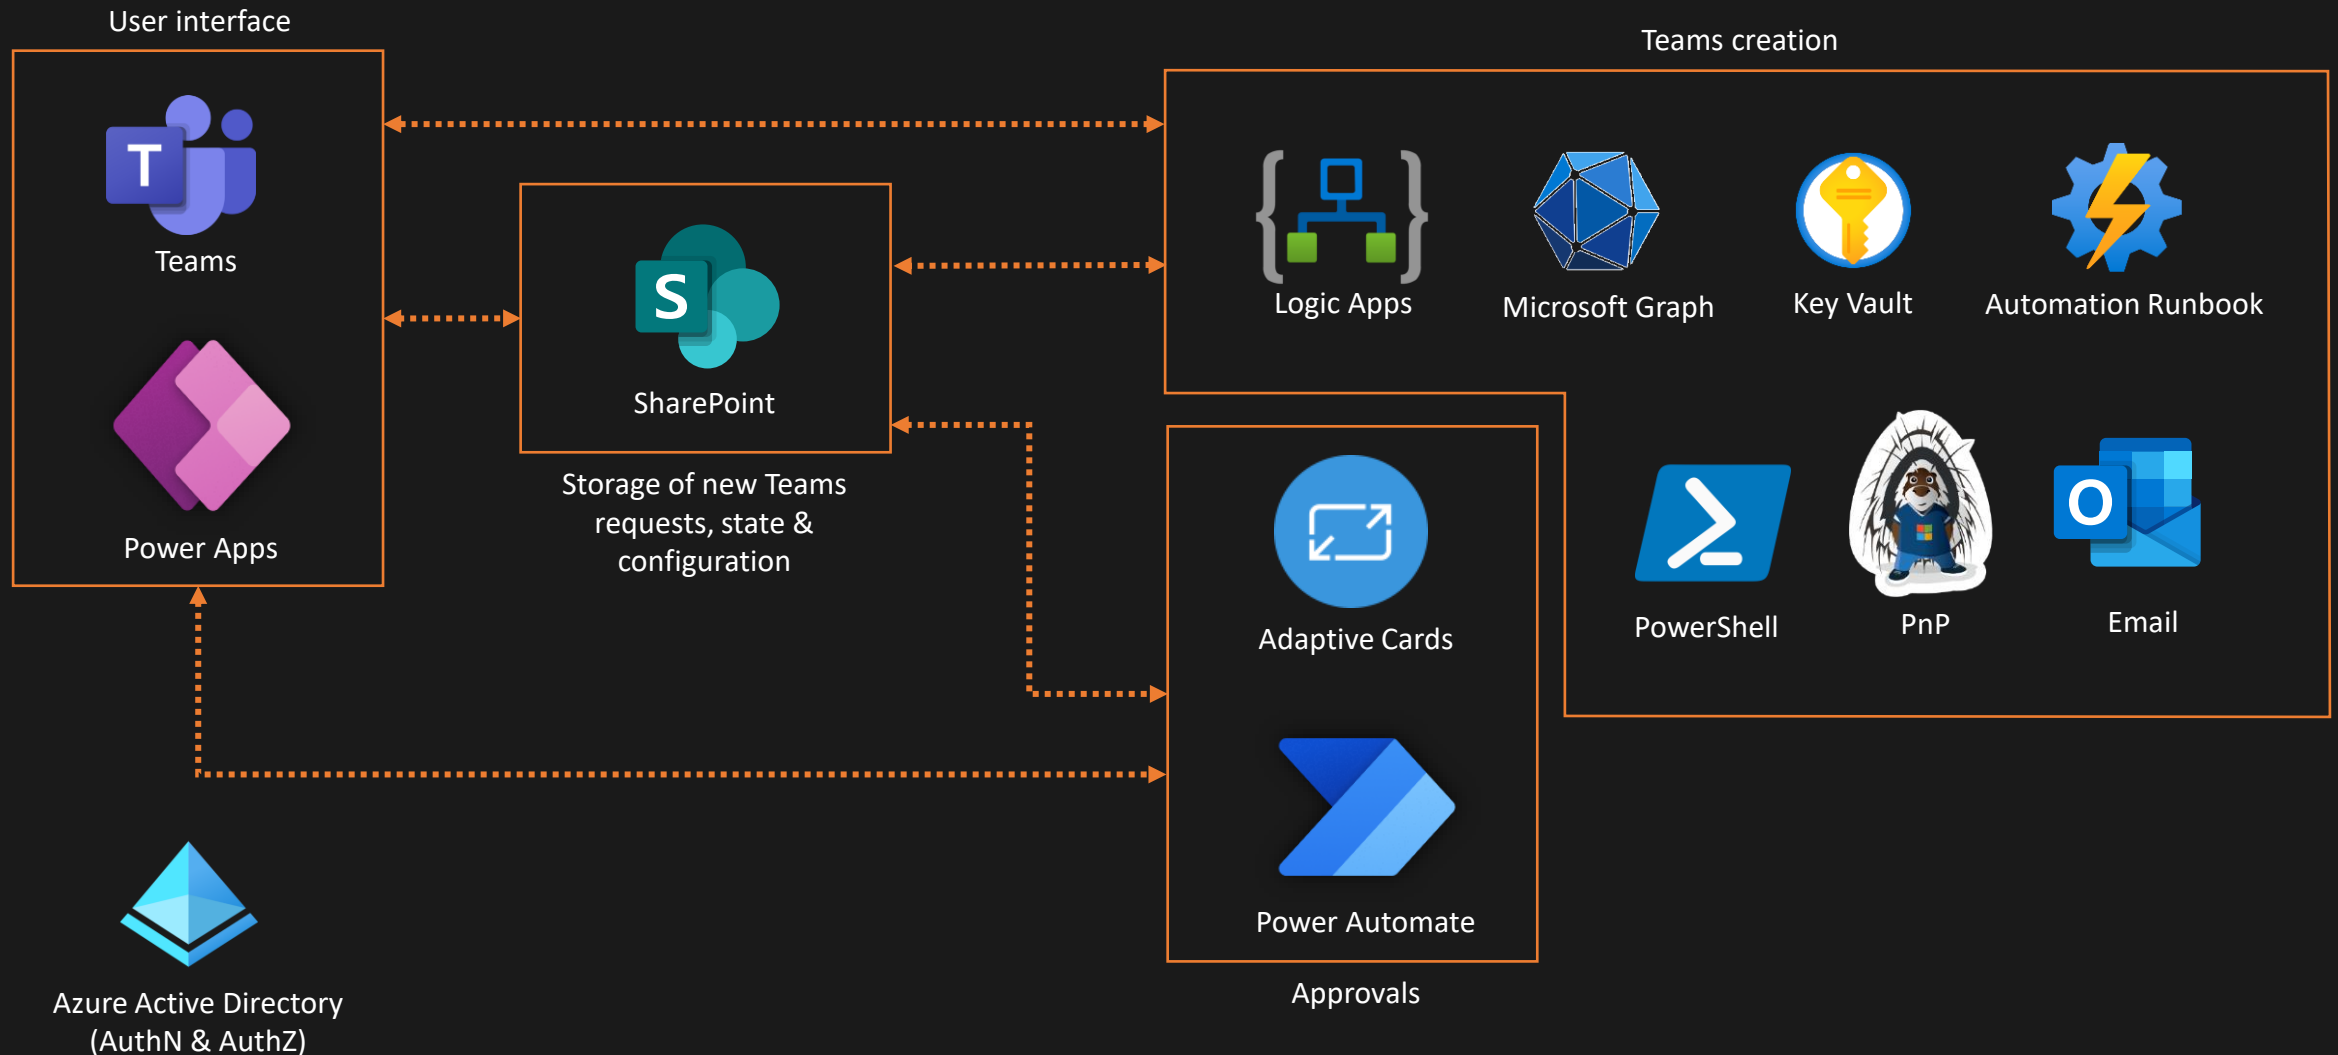 User interface
Teams creation
T
Teams
Power Apps
S
SharePoint
Storage of new Teams
requests, state &
configuration
Logic Apps
Microsoft Graph
Key Vault
Automation Runbook
PowerShell
PnP
O
Email
Adaptive Cards
Power Automate
Approvals
Azure Active Directory
(AuthN & AuthZ)